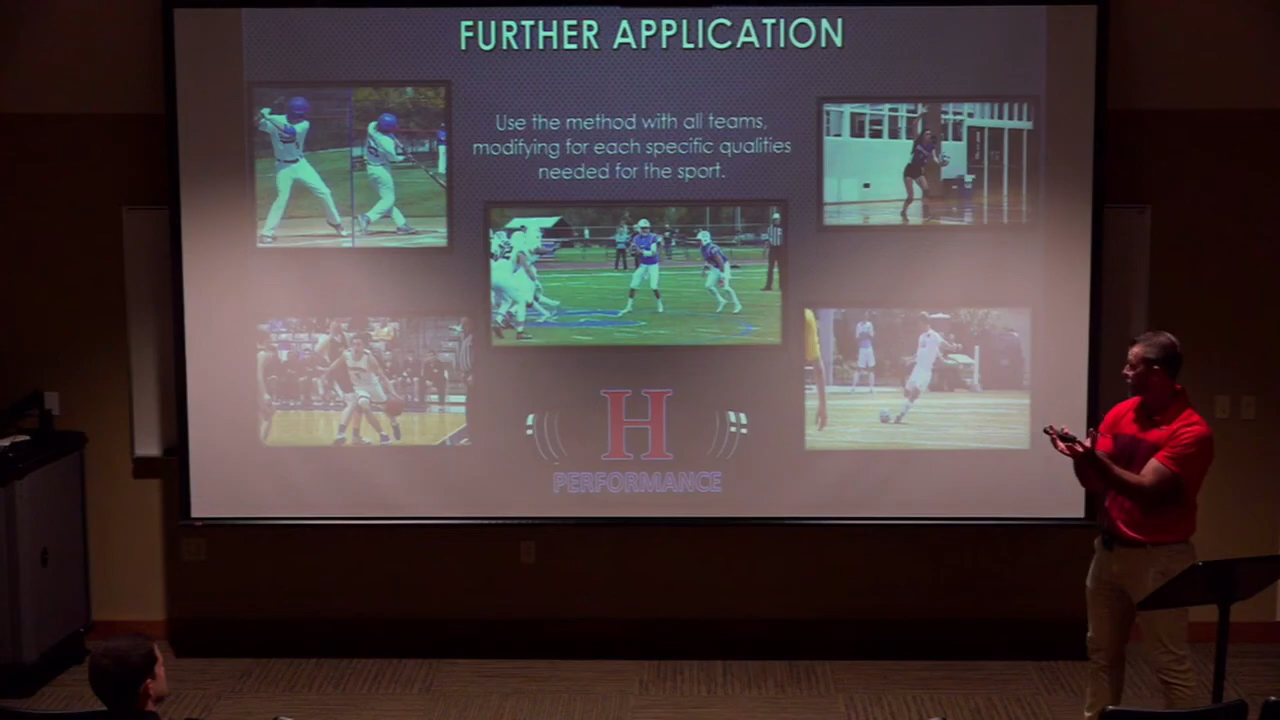 FURTHER APPLICATION
Use the method with all teams,
modifying for each specific qualities
needed for the sport.
H
PERFORMANCE